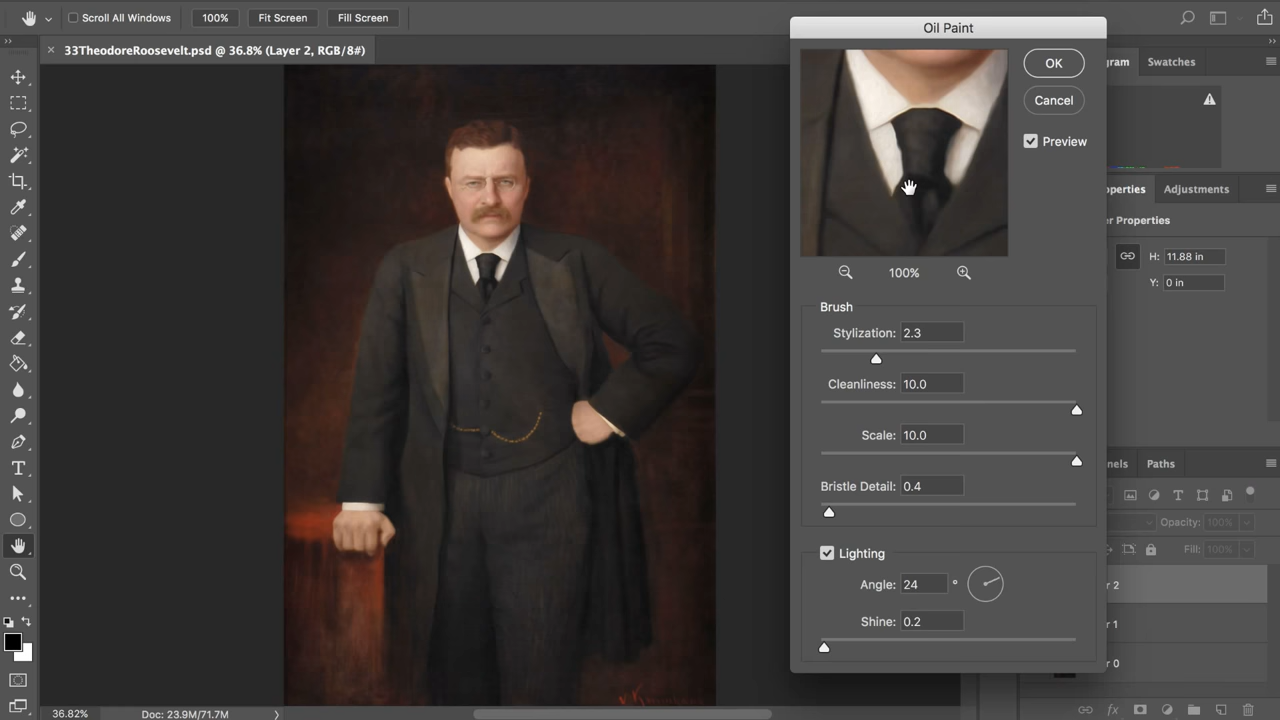 Scroll All Windows
100%
Fit Screen
Fill Screen
33TheodoreRoosevelt.psd @ 36.8% (Layer 2, RGB/8#)
Oil Paint
OK
Cancel
Preview
100%
Brush
Stylization: 2.3
Cleanliness: 10.0
Scale: 10.0
Bristle Detail: 0.4
Lighting
Angle: 24 °
Shine: 0.2
gram
Swatches
operties
Adjustments
r Properties
H: 11.88 in
Y: 0 in
nels
Paths
Opacity: 100%
Fill: 100%
r 2
r 1
r 0
36.82%
Doc: 23.9M/71.7M